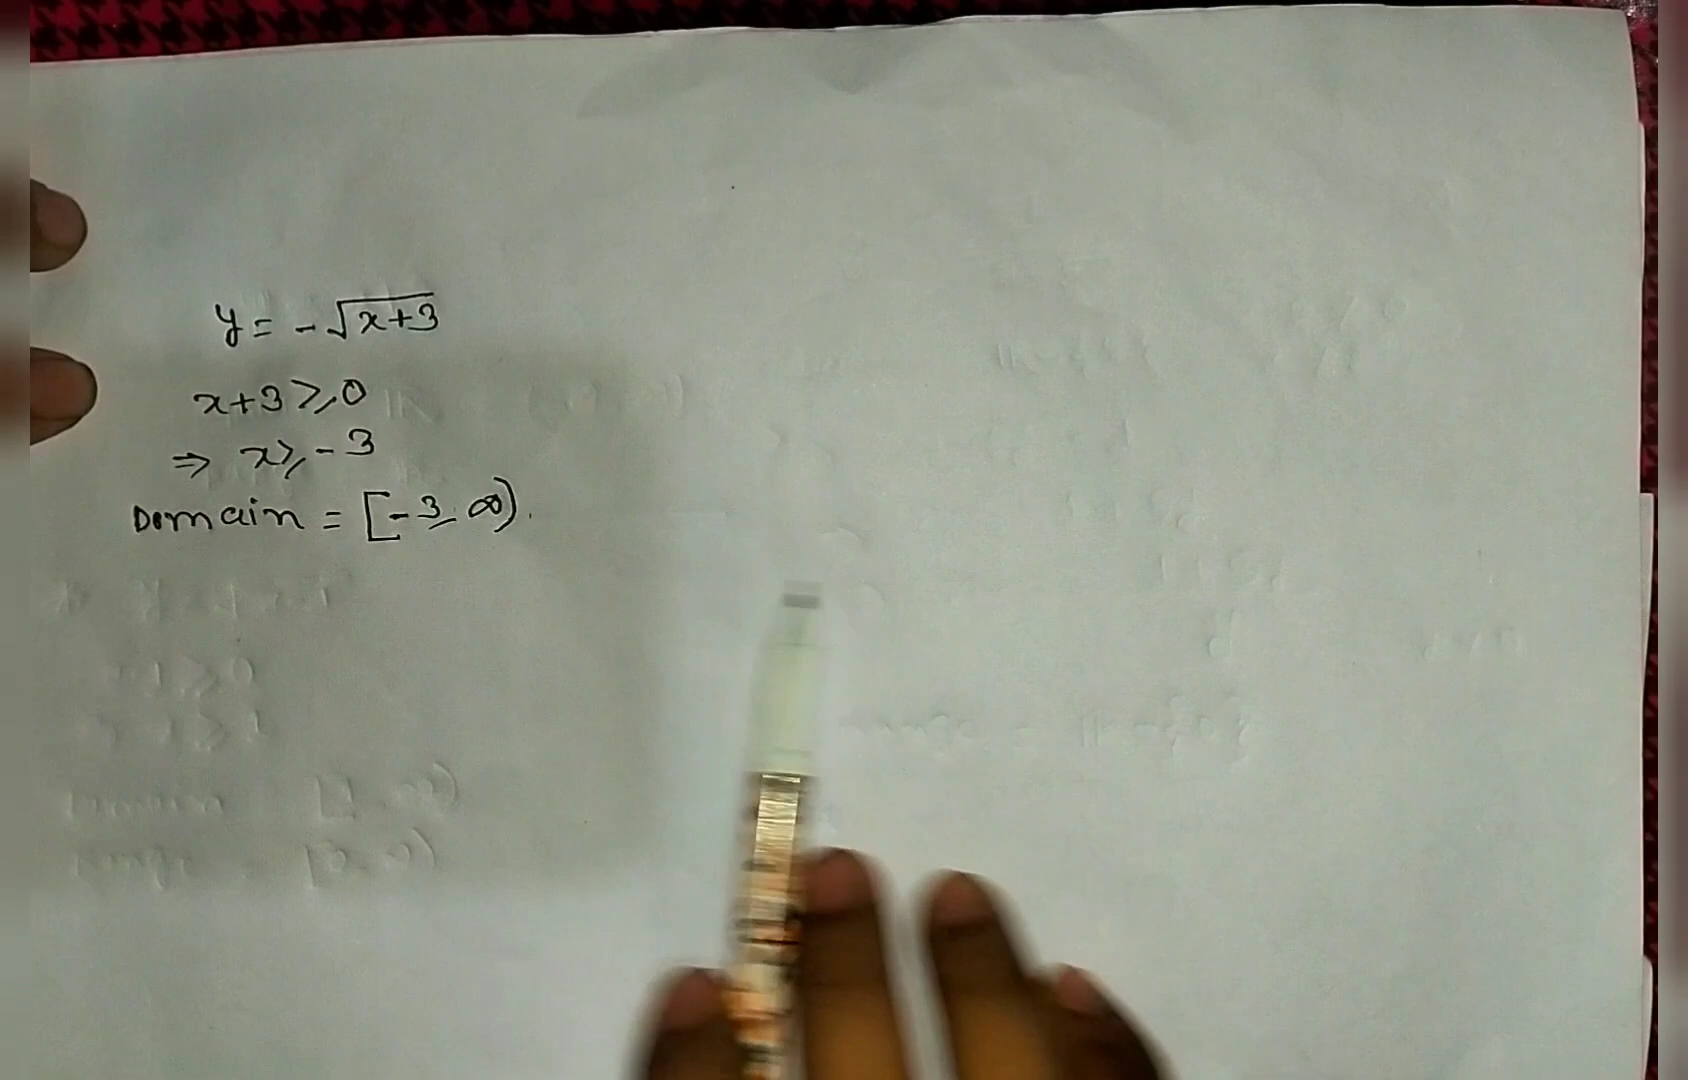 y = -√x+3
x+3≥0
⇒ x≥-3
Domain = [-3, ∞).